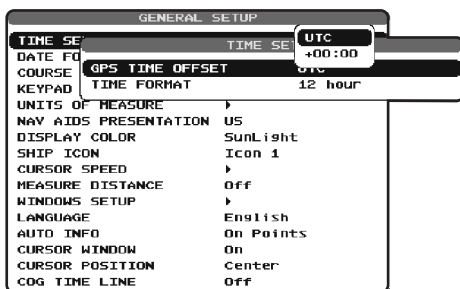 GENERAL SETUP
TIME SE
TIME SE
UTC
+00:00
DATE FO
GPS TIME OFFSET
COURSE
TIME FORMAT 12 hour
KEYPAD
UNITS OF MEASURE
NAV AIDS PRESENTATION US
DISPLAY COLOR SunLight
SHIP ICON Icon 1
CURSOR SPEED
MEASURE DISTANCE Off
WINDOWS SETUP
LANGUAGE English
AUTO INFO On Points
CURSOR WINDOW On
CURSOR POSITION Center
COG TIME LINE Off